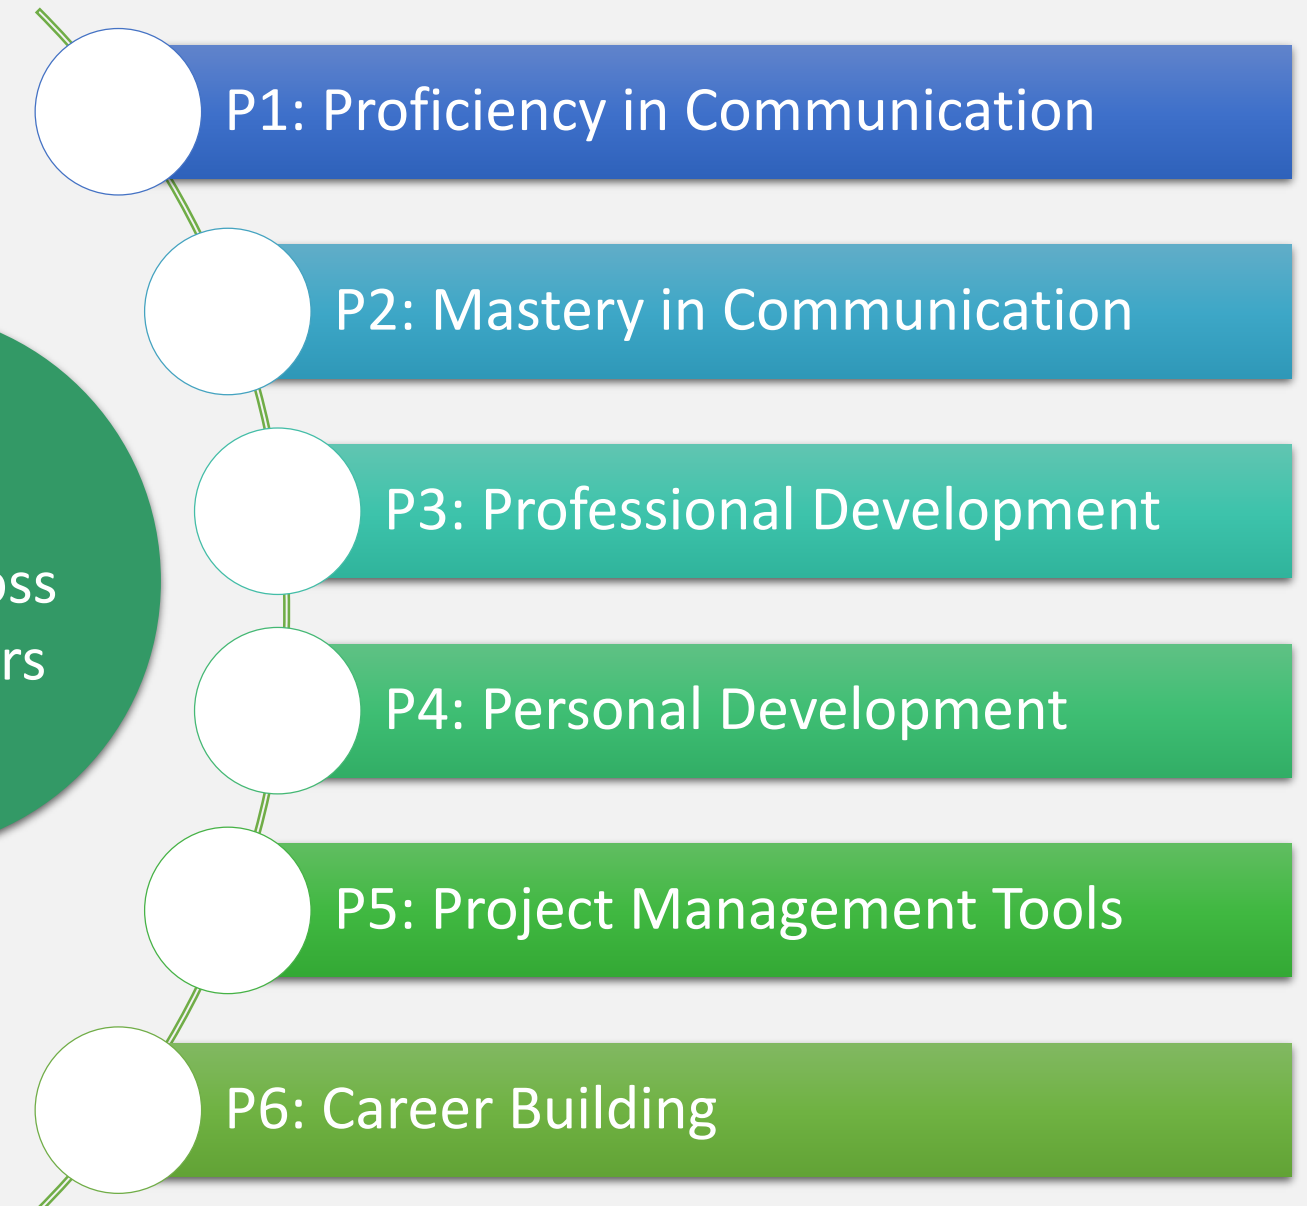 P1: Proficiency in Communication
P2: Mastery in Communication
P3: Professional Development
P4: Personal Development
P5: Project Management Tools
P6: Career Building